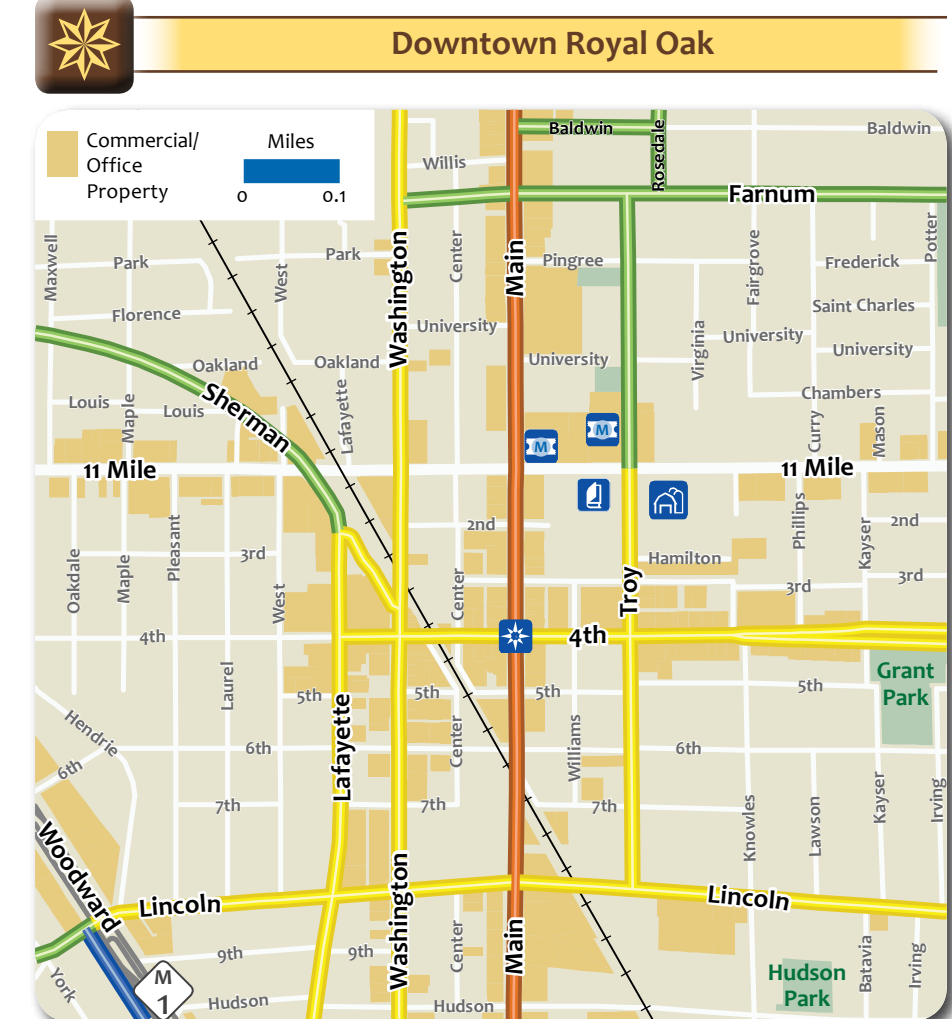 Downtown Royal Oak
Commercial/
Office
Property
Miles
0 0.1
Baldwin
Baldwin
Rosedale
Willis
Farnum
Maxwell
Park
West
Park
Washington
Center
Main
Pingree
Fairgrove
Frederick
Potter
Florence
University
Saint Charles
University
University
Oakland
Oakland
University
Virginia
Chambers
Louis
Maple
Louis
Sherman
Lafayette
Curry
Mason
11 Mile
M
M
11 Mile
Oakdale
Maple
Pleasant
3rd
West
2nd
Center
Troy
Hamilton
Phillips
Kayser
2nd
3rd
3rd
4th
4th
Laurel
5th
5th
5th
5th
Grant
Park
Hendrie
6th
6th
Lafayette
Center
Williams
6th
7th
7th
7th
Knowles
Lawson
Kayser
Irving
Woodward
Lincoln
Washington
Lincoln
9th
9th
Center
Main
Batavia
Irving
York
M
1
Hudson
Hudson
Hudson
Park